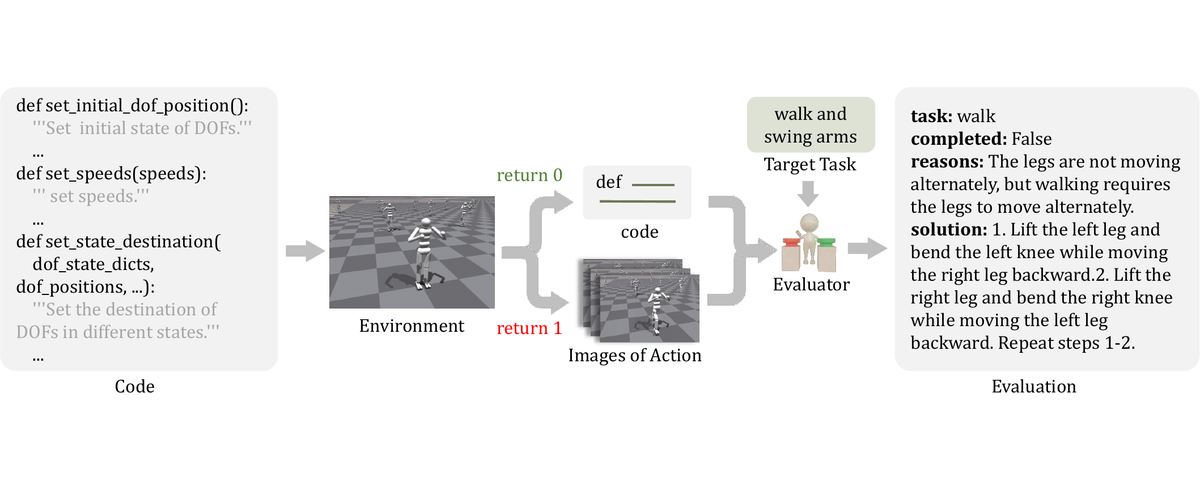 def set_initial_dof_position():
'''Set initial state of DOFs.'''
...
def set_speeds(speeds):
''' set speeds.'''
...
def set_state_destination(
dof_state_dicts,
dof_positions, ...):
'''Set the destination of
DOFs in different states.'''
...
Code
Environment
return 0
return 1
def
code
Images of Action
walk and
swing arms
Target Task
Evaluator
task: walk
completed: False
reasons: The legs are not moving
alternately, but walking requires
the legs to move alternately.
solution: 1. Lift the left leg and
bend the left knee while moving
the right leg backward.2. Lift the
right leg and bend the right knee
while moving the left leg
backward. Repeat steps 1-2.
Evaluation